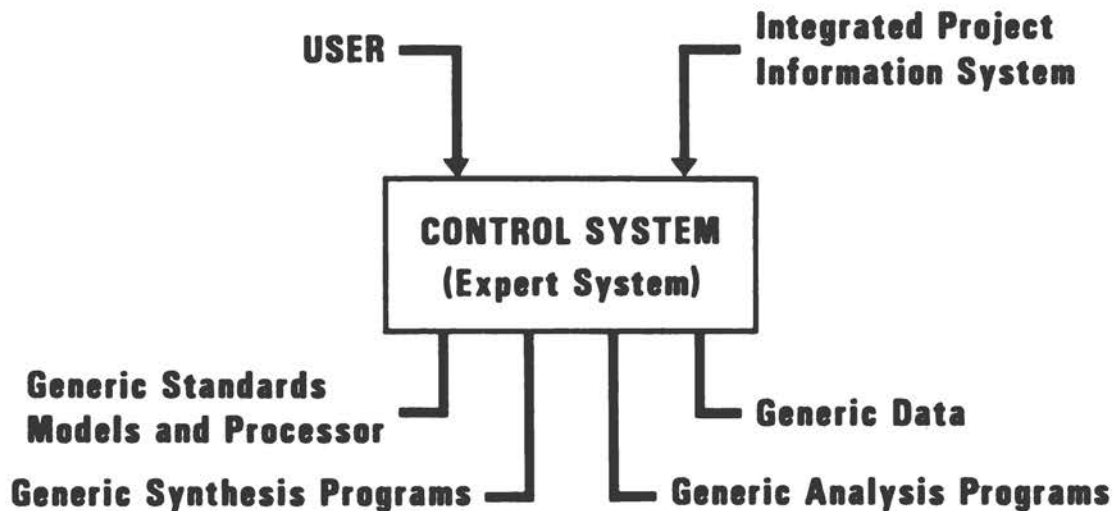 USER
Integrated Project
Information System
CONTROL SYSTEM
(Expert System)
Generic Standards
Models and Processor
Generic Data
Generic Synthesis Programs
Generic Analysis Programs